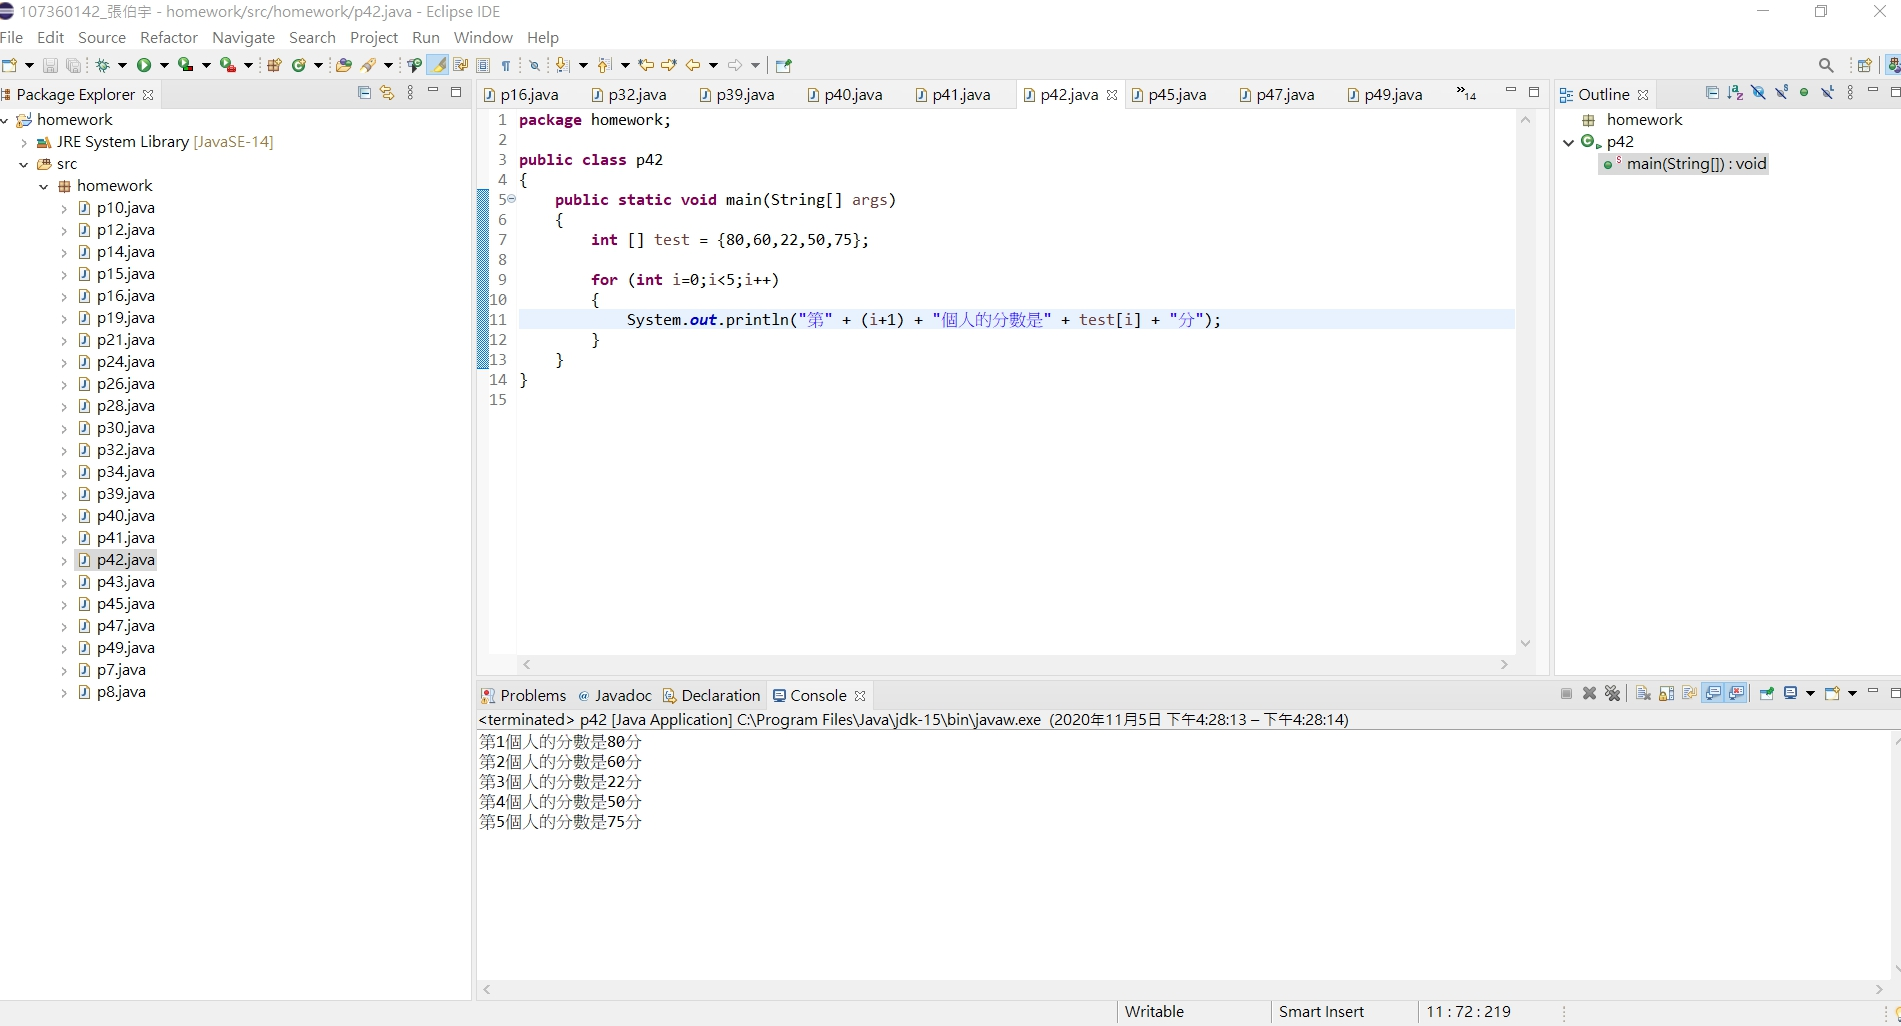 107360142_張伯宇 - homework/src/homework/p42.java - Eclipse IDE
File Edit Source Refactor Navigate Search Project Run Window Help
Package Explorer
homework
JRE System Library [JavaSE-14]
src
homework
p10.java
p12.java
p14.java
p15.java
p16.java
p19.java
p21.java
p24.java
p26.java
p28.java
p30.java
p32.java
p34.java
p39.java
p40.java
p41.java
p42.java
p43.java
p45.java
p47.java
p49.java
p7.java
p8.java
p16.java p32.java p39.java p40.java p41.java p42.java p45.java p47.java p49.java »14
1 package homework;
2
3 public class p42
4 {
5 public static void main(String[] args)
6 {
7 int [] test = {80,60,22,50,75};
8
9 for (int i=0;i<5;i++)
10 {
11 System.out.println("第" + (i+1) + "個人的分數是" + test[i] + "分");
12 }
13 }
14 }
15
Outline
homework
p42
main(String[]) : void
Problems @ Javadoc Declaration Console
<terminated> p42 [Java Application] C:\Program Files\Java\jdk-15\bin\javaw.exe (2020年11月5日 下午4:28:13 – 下午4:28:14)
第1個人的分數是80分
第2個人的分數是60分
第3個人的分數是22分
第4個人的分數是50分
第5個人的分數是75分
Writable Smart Insert 11 : 72 : 219